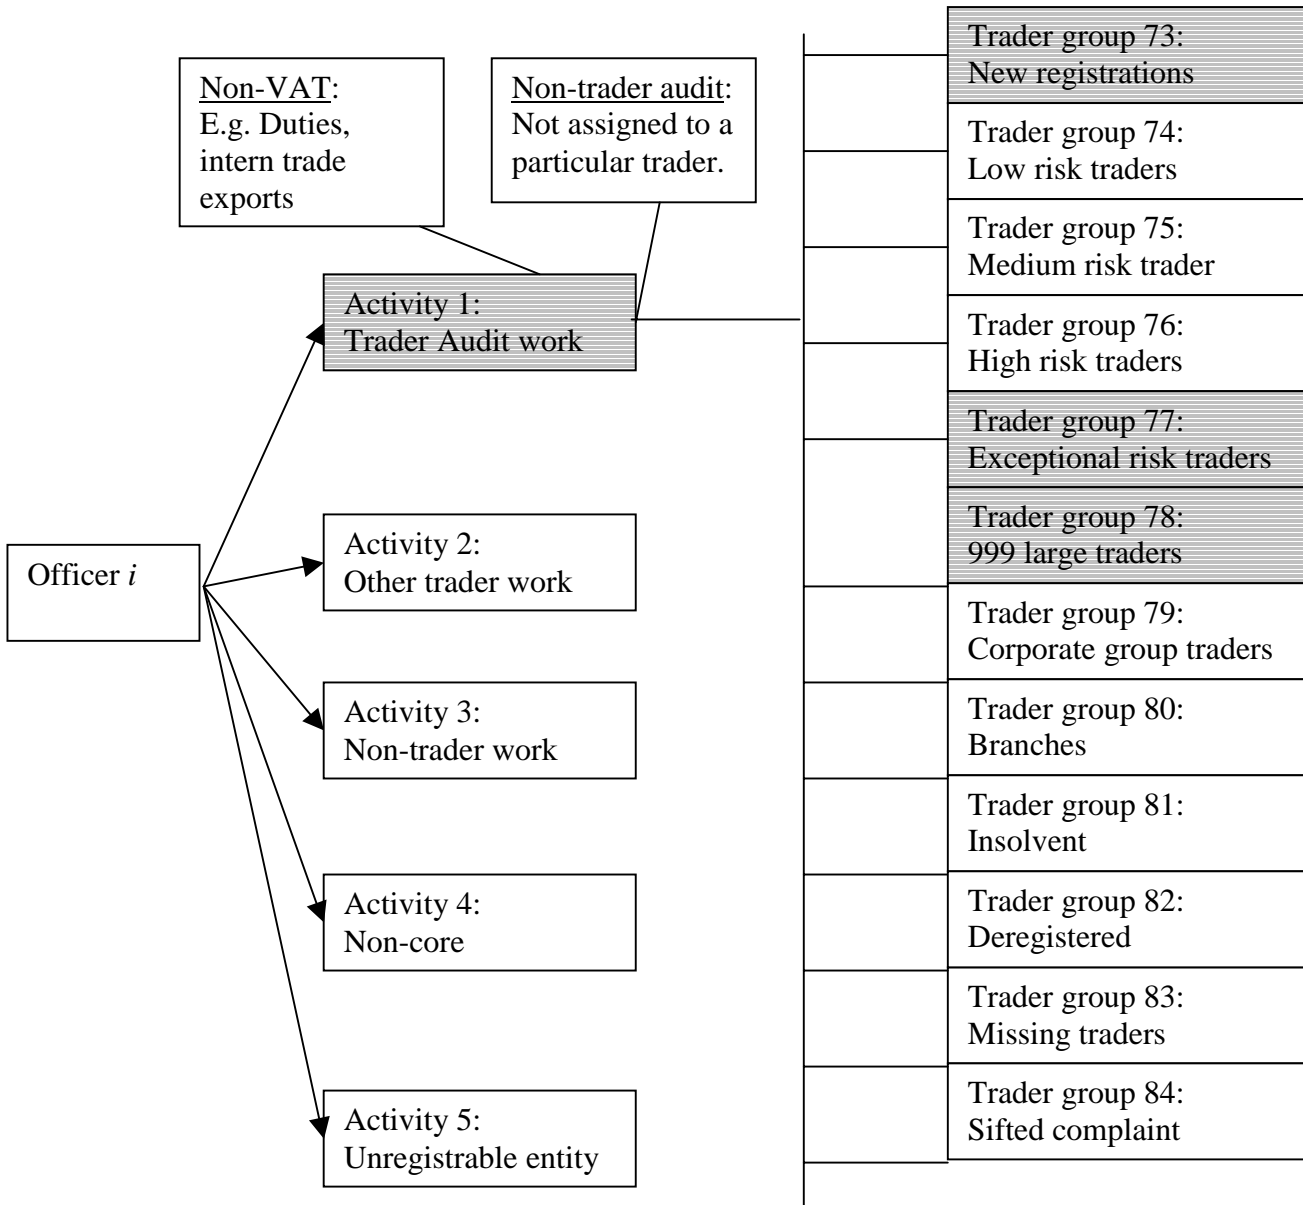 Non-VAT:
E.g. Duties,
intern trade
exports
Non-trader audit:
Not assigned to a
particular trader.
Officer i
Activity 1:
Trader Audit work
Activity 2:
Other trader work
Activity 3:
Non-trader work
Activity 4:
Non-core
Activity 5:
Unregistrable entity
Trader group 73:
New registrations
Trader group 74:
Low risk traders
Trader group 75:
Medium risk trader
Trader group 76:
High risk traders
Trader group 77:
Exceptional risk traders
Trader group 78:
999 large traders
Trader group 79:
Corporate group traders
Trader group 80:
Branches
Trader group 81:
Insolvent
Trader group 82:
Deregistered
Trader group 83:
Missing traders
Trader group 84:
Sifted complaint